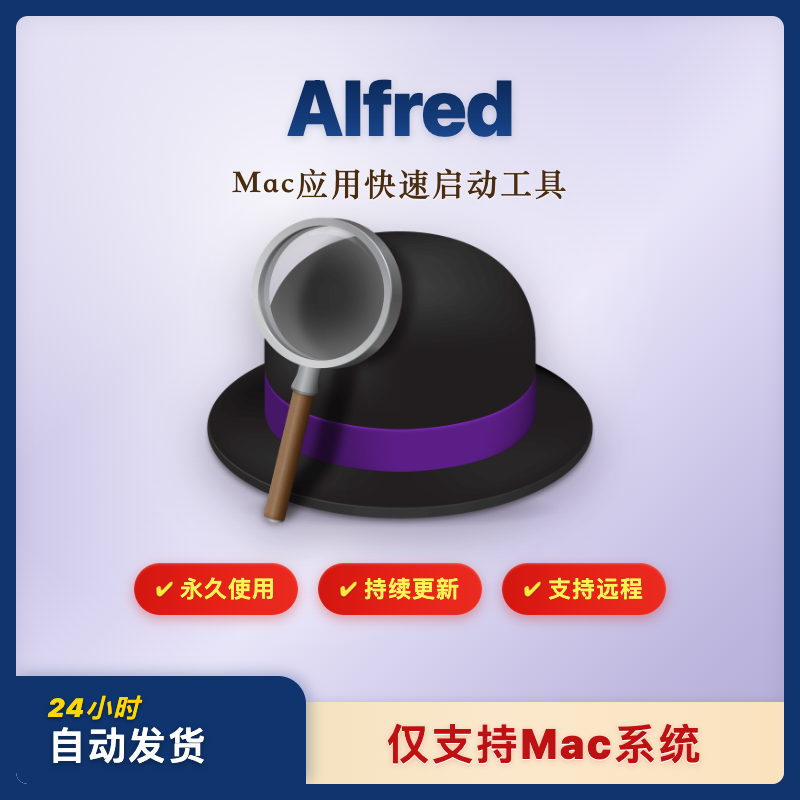 Alfred
Mac应用快速启动工具
✔ 永久使用
✔ 持续更新
✔ 支持远程
24小时
自动发货
仅支持Mac系统